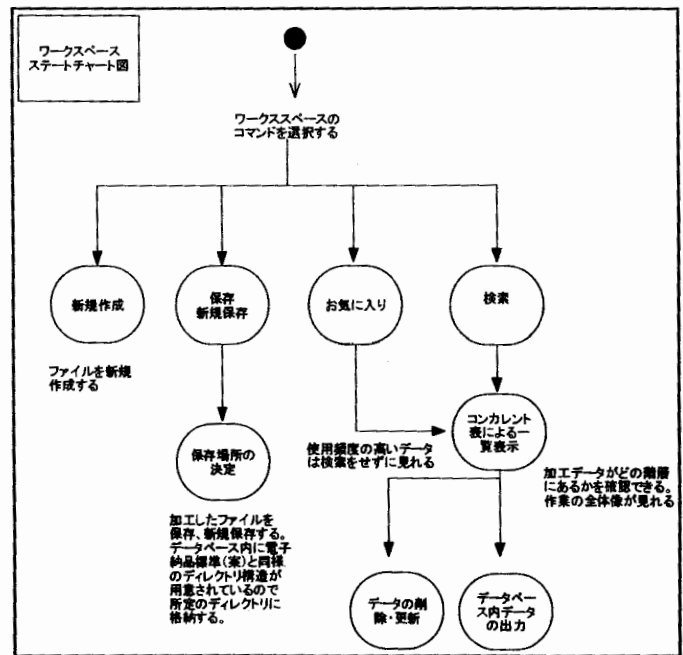 ワークスペース
ステートチャート図
ワークススペースの
コマンドを選択する
新規作成
保存
新規保存
お気に入り
検索
ファイルを新規
作成する
保存場所の
決定
使用頻度の高いデータ
は検索をせずに見れる
コンカレント
表による一
覧表示
加工データがどの階層
にあるかを確認できる。
作業の全体像が見れる
加工したファイルを
保存、新規保存する。
データベース内に電子
納品標準(案)と同様
のディレクトリ構造が
用意されているので
所定のディレクトリに
格納する。
データの削
除・更新
データベー
ス内データ
の出力